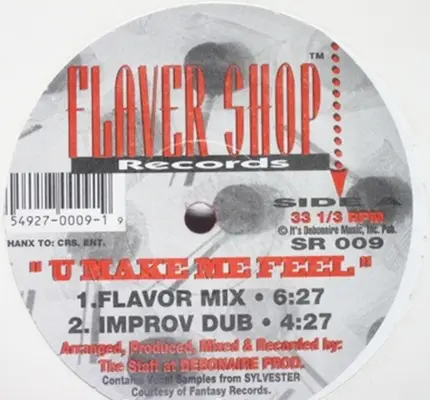 FLAVER SHOP ™
Records
SIDE A
33 1/3 RPM
© It's Debonaire Music, Inc. Pub.
SR 009
54927-0009-1 9
HANX TO: CRS. ENT.
"U MAKE ME FEEL"
1.FLAVOR MIX • 6:27
2. IMPROV DUB • 4:27
Arranged, Produced, Mixed & Recorded by:
The Staff at DEBONAIRE PROD.
Contains Vocal Samples from SYLVESTER
Courtesy of Fantasy Records.